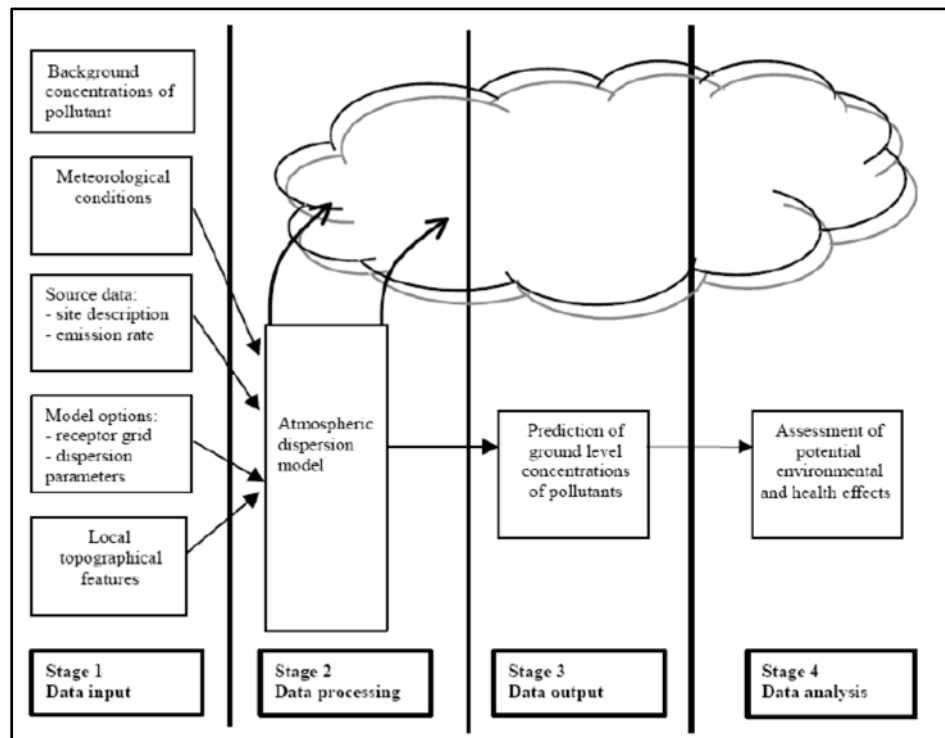 Background
concentrations of
pollutant
Meteorological
conditions
Source data:
- site description
- emission rate
Model options:
- receptor grid
- dispersion
parameters
Local
topographical
features
Atmospheric
dispersion
model
Prediction of
ground level
concentrations
of pollutants
Assessment of
potential
environmental
and health effects
Stage 1
Data input
Stage 2
Data processing
Stage 3
Data output
Stage 4
Data analysis